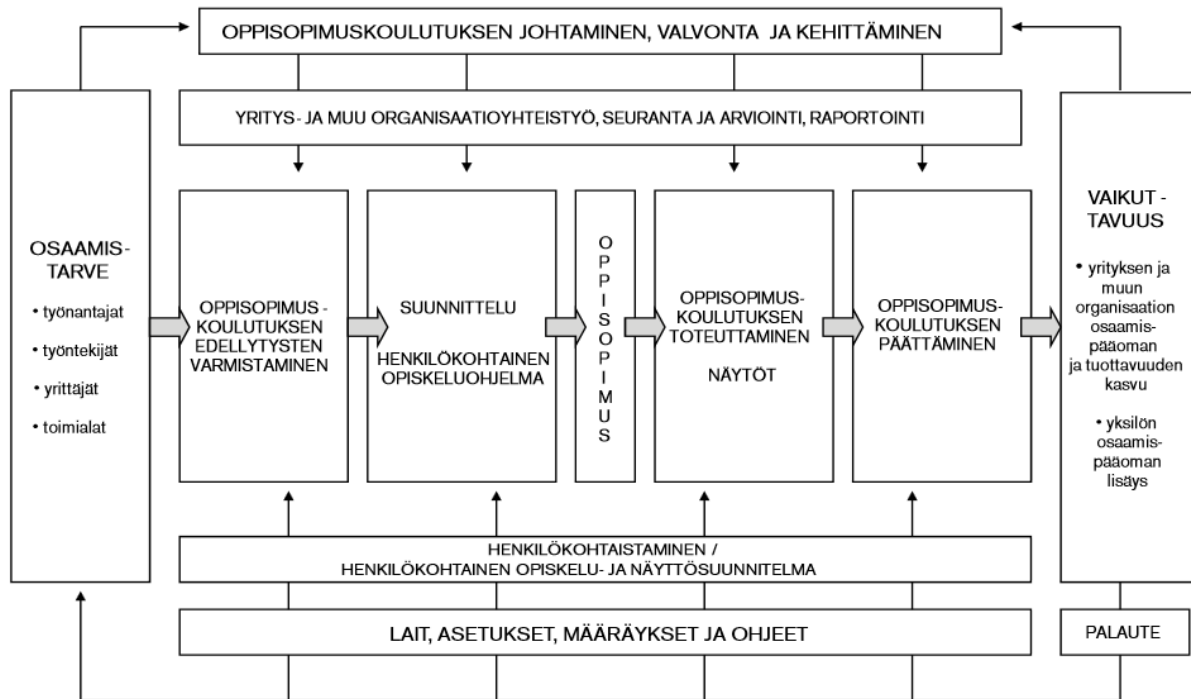 OPPISOPIMUSKOULUTUKSEN JOHTAMINEN, VALVONTA JA KEHITTÄMINEN
YRITYS- JA MUU ORGANISAATIOYHTEISTYÖ, SEURANTA JA ARVIOINTI, RAPORTOINTI
OSAAMIS-
TARVE
• työnantajat
• työntekijät
• yrittäjät
• toimialat
OPPISOPIMUS -
KOULUTUKSEN
EDELLYTYSTEN
VARMISTAMINEN
SUUNNITTELU
HENKILÖKOHTAINEN
OPISKELUOHJELMA
OPPISOPIMUS
OPPISOPIMUS-
KOULUTUKSEN
TOTEUTTAMINEN
NÄYTÖT
OPPISOPIMUS-
KOULUTUKSEN
PÄÄTTÄMINEN
VAIKUT -
TAVUUS
• yrityksen ja
muun
organisaation
osaamis-
pääoman
ja tuottavuuden
kasvu
• yksilön
osaamis-
pääoman
lisäys
HENKILÖKOHTAISTAMINEN /
HENKILÖKOHTAINEN OPISKELU- JA NÄYTTÖSUUNNITELMA
LAIT, ASETUKSET, MÄÄRÄYKSET JA OHJEET
PALAUTE